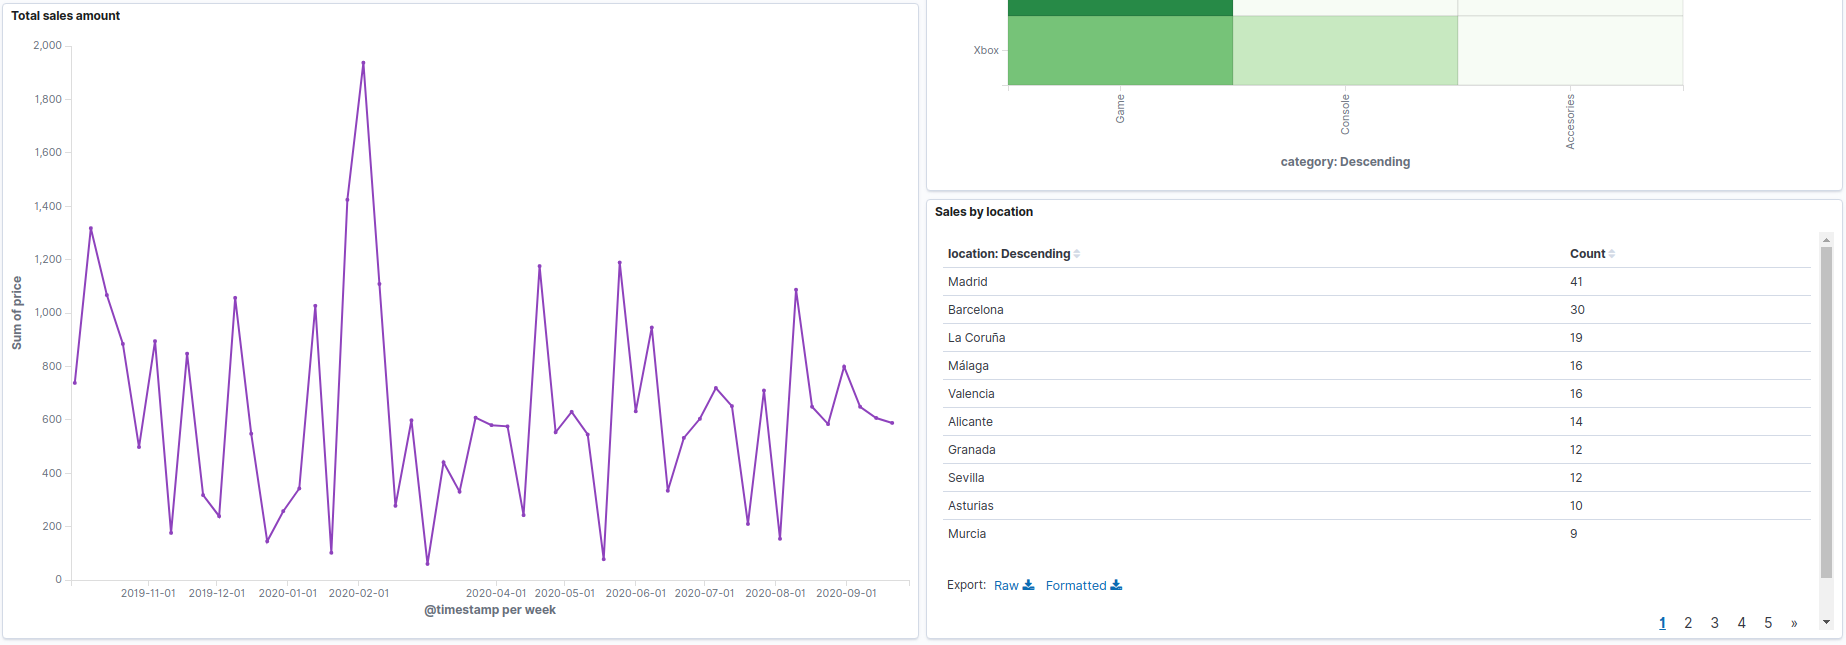 Total sales amount
2,000
1,800
1,600
1,400
1,200
1,000
800
600
400
200
0
Sum of price
2019-11-01 2019-12-01 2020-01-01 2020-02-01 2020-04-01 2020-05-01 2020-06-01 2020-07-01 2020-08-01 2020-09-01
@timestamp per week
Xbox
Game
Console
Accesories
category: Descending
Sales by location
location: Descending Count
Madrid 41
Barcelona 30
La Coruña 19
Málaga 16
Valencia 16
Alicante 14
Granada 12
Sevilla 12
Asturias 10
Murcia 9
Export: Raw Formatted
1 2 3 4 5 »